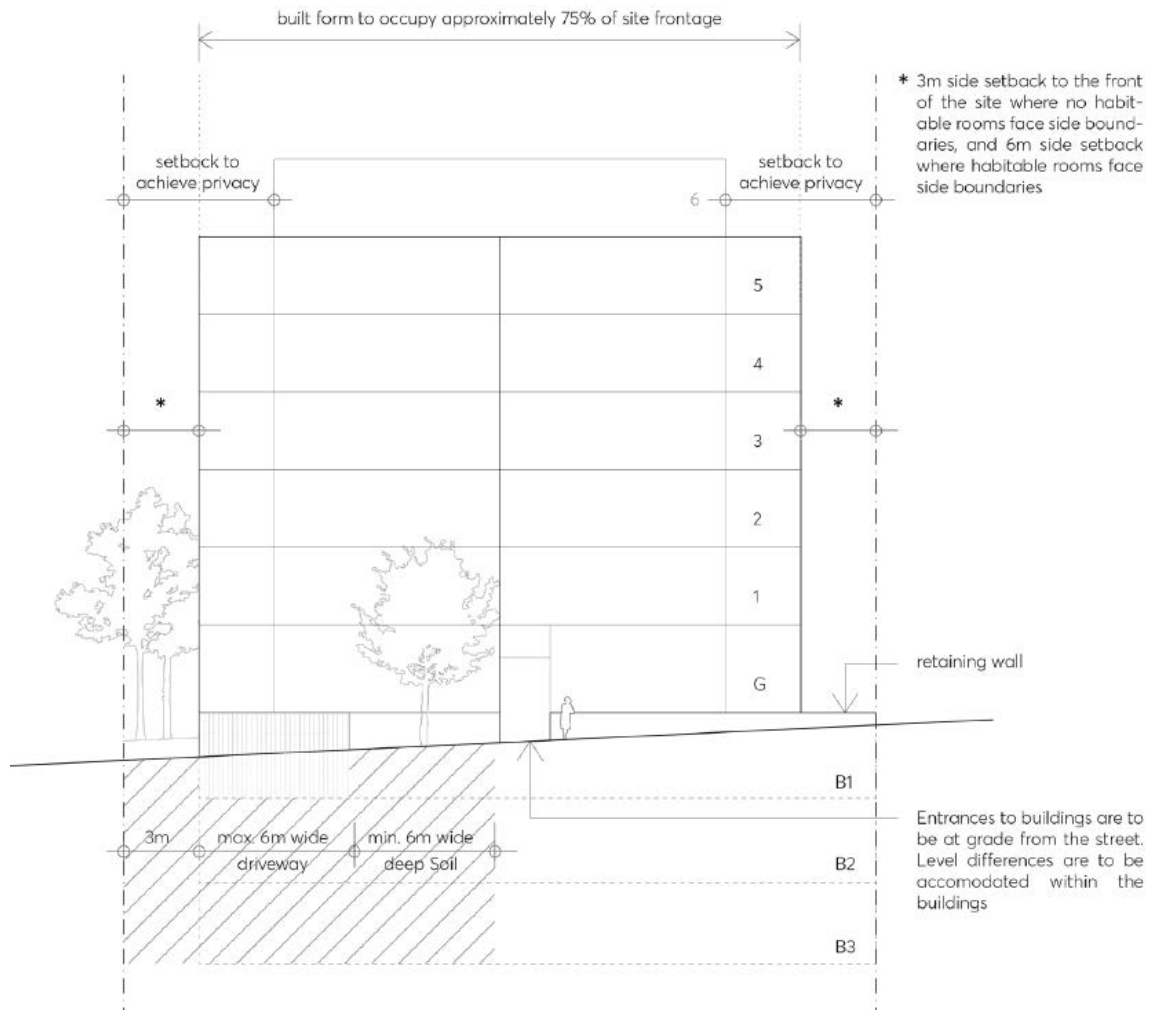 built form to occupy approximately 75% of site frontage
* 3m side setback to the front
of the site where no habit-
able rooms face side bound-
aries, and 6m side setback
where habitable rooms face
side boundaries
setback to
achieve privacy
setback to
achieve privacy
6
5
4
*
*
3
2
1
retaining wall
G
B1
Entrances to buildings are to
be at grade from the street.
Level differences are to be
accomodated within the
buildings
3m
max. 6m wide
driveway
min. 6m wide
deep Soil
B2
B3